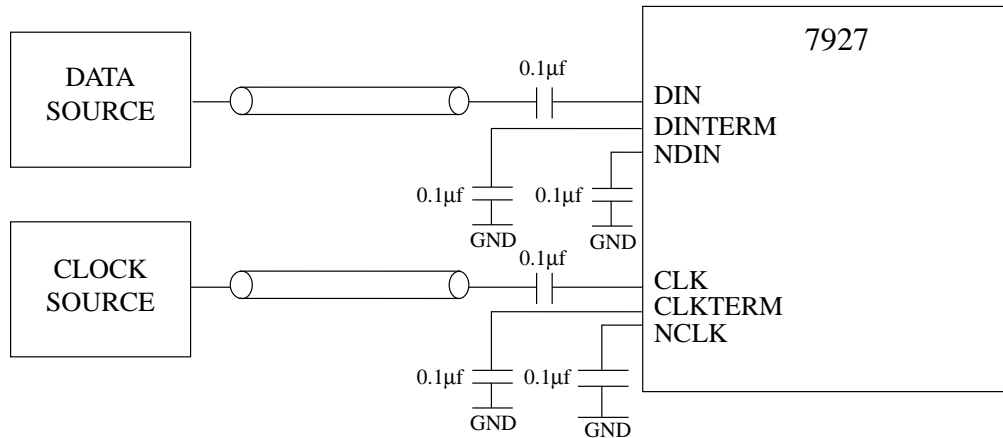 7927
DATA
SOURCE
0.1µf
DIN
DINTERM
NDIN
0.1µf
0.1µf
GND
GND
CLOCK
SOURCE
0.1µf
CLK
CLKTERM
NCLK
0.1µf
0.1µf
GND
GND